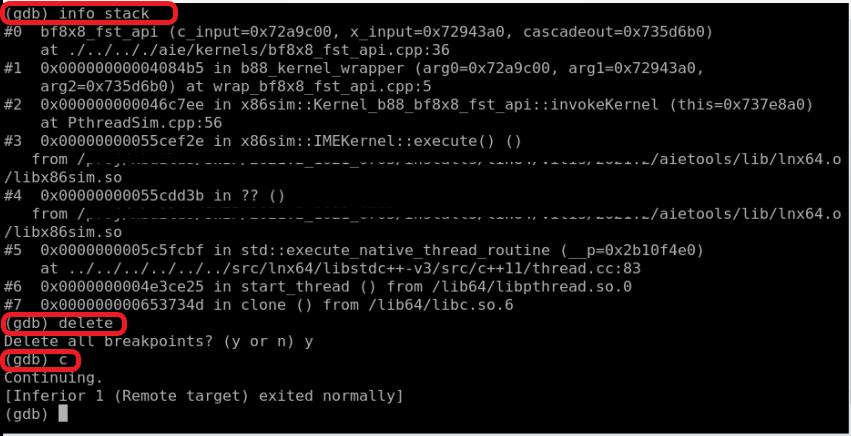 (gdb) info stack
#0  bf8x8_fst_api (c_input=0x72a9c00, x_input=0x72943a0, cascadeout=0x735d6b0)
    at ./../../../aie/kernels/bf8x8_fst_api.cpp:36
#1  0x00000000004084b5 in b88_kernel_wrapper (arg0=0x72a9c00, arg1=0x72943a0,
    arg2=0x735d6b0) at wrap_bf8x8_fst_api.cpp:5
#2  0x000000000046c7ee in x86sim::Kernel_b88_bf8x8_fst_api::invokeKernel (this=0x737e8a0)
    at PthreadSim.cpp:56
#3  0x00000000055cef2e in x86sim::IMEKernel::execute() ()
   from /aietools/lib/lnx64.o
/libx86sim.so
#4  0x00000000055cdd3b in ?? ()
   from /aietools/lib/lnx64.o
/libx86sim.so
#5  0x0000000005c5fcbf in std::execute_native_thread_routine (__p=0x2b10f4e0)
    at ../../../../../../src/lnx64/libstdc++-v3/src/c++11/thread.cc:83
#6  0x0000000004e3ce25 in start_thread () from /lib64/libpthread.so.0
#7  0x000000000653734d in clone () from /lib64/libc.so.6
(gdb) delete
Delete all breakpoints? (y or n) y
(gdb) c
Continuing.
[Inferior 1 (Remote target) exited normally]
(gdb)